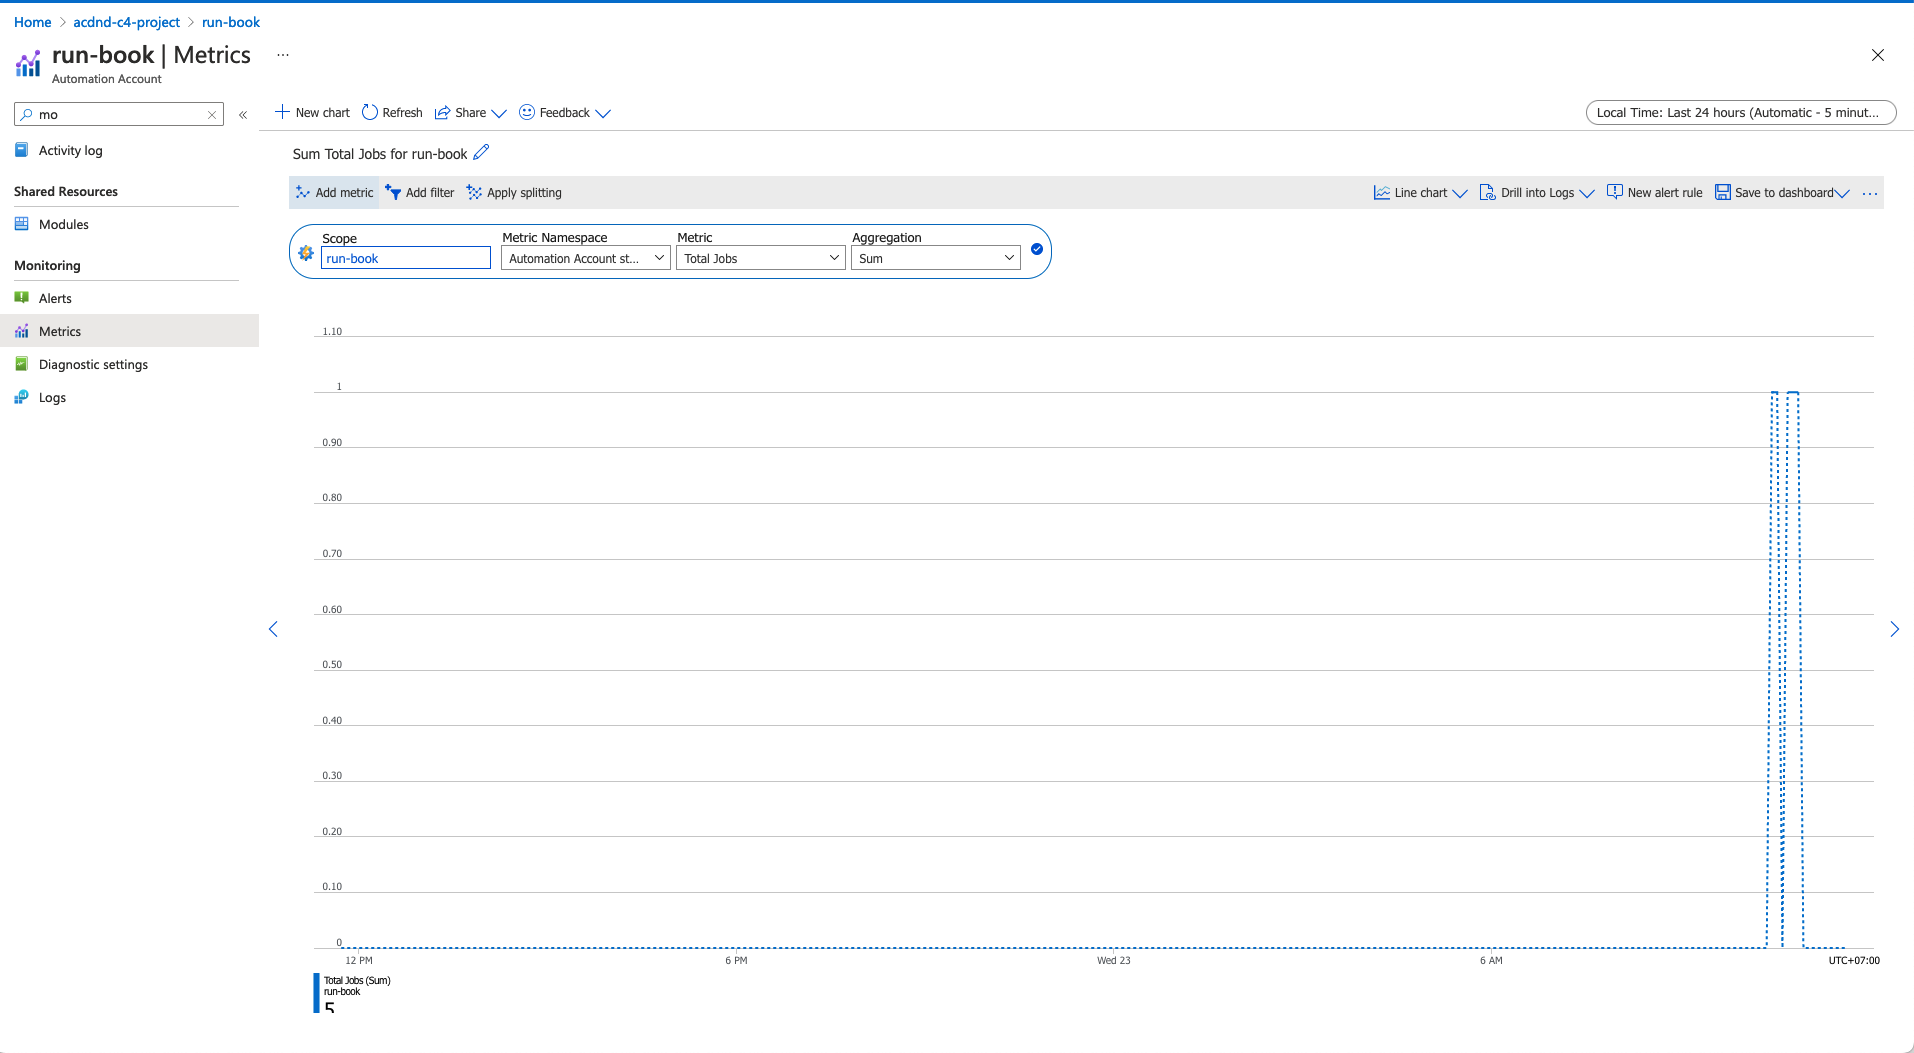 Home > acdnd-c4-project > run-book
run-book | Metrics ...
Automation Account
mo
Activity log
Shared Resources
Modules
Monitoring
Alerts
Metrics
Diagnostic settings
Logs
New chart Refresh Share Feedback
Local Time: Last 24 hours (Automatic - 5 minut...
Sum Total Jobs for run-book
Add metric Add filter Apply splitting
Line chart Drill into Logs New alert rule Save to dashboard ...
Scope Metric Namespace Metric Aggregation
run-book Automation Account st... Total Jobs Sum
1.10
1
0.90
0.80
0.70
0.60
0.50
0.40
0.30
0.20
0.10
0
12 PM 6 PM Wed 23 6 AM UTC+07:00
Total Jobs (Sum)
run-book
5